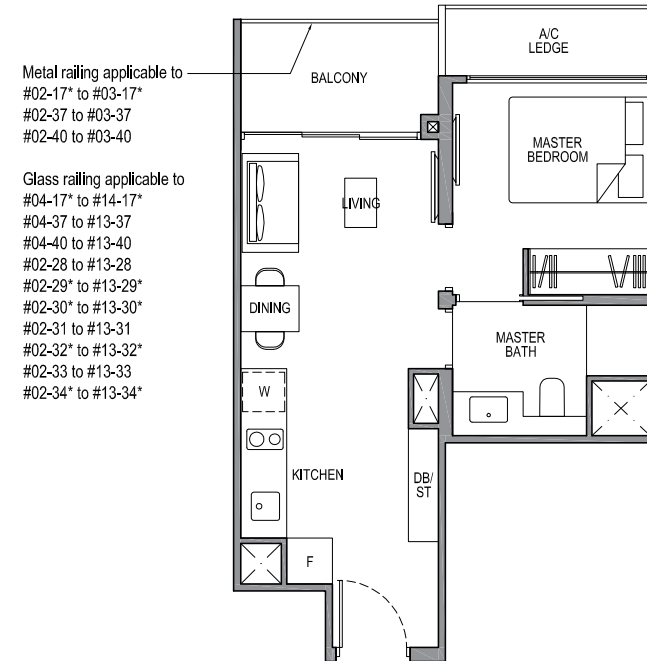 Metal railing applicable to
#02-17* to #03-17*
#02-37 to #03-37
#02-40 to #03-40
Glass railing applicable to
#04-17* to #14-17*
#04-37 to #13-37
#04-40 to #13-40
#02-28 to #13-28
#02-29* to #13-29*
#02-30* to #13-30*
#02-31 to #13-31
#02-32* to #13-32*
#02-33 to #13-33
#02-34* to #13-34*
BALCONY
A/C
LEDGE
MASTER
BEDROOM
LIVING
DINING
MASTER
BATH
W
KITCHEN
DB/
ST
F